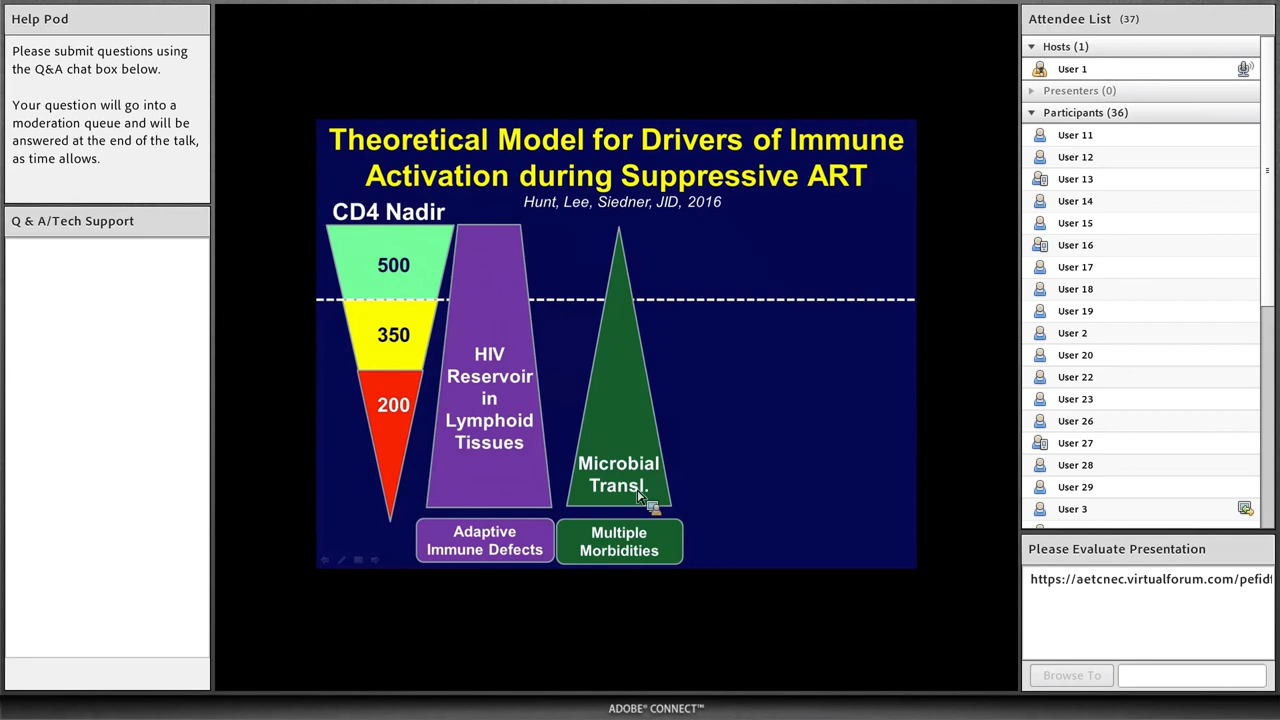 Help Pod
Please submit questions using
the Q&A chat box below.
Your question will go into a
moderation queue and will be
answered at the end of the talk,
as time allows.
Q & A/Tech Support
Theoretical Model for Drivers of Immune
Activation during Suppressive ART
Hunt, Lee, Siedner, JID, 2016
CD4 Nadir
500
350
200
HIV
Reservoir
in
Lymphoid
Tissues
Microbial
Transl.
Adaptive
Immune Defects
Multiple
Morbidities
Attendee List (37)
Hosts (1)
User 1
Presenters (0)
Participants (36)
User 11
User 12
User 13
User 14
User 15
User 16
User 17
User 18
User 19
User 2
User 20
User 22
User 23
User 26
User 27
User 28
User 29
User 3
Please Evaluate Presentation
https://aetcnec.virtualforum.com/pefidf
Browse To
ADOBE® CONNECT™